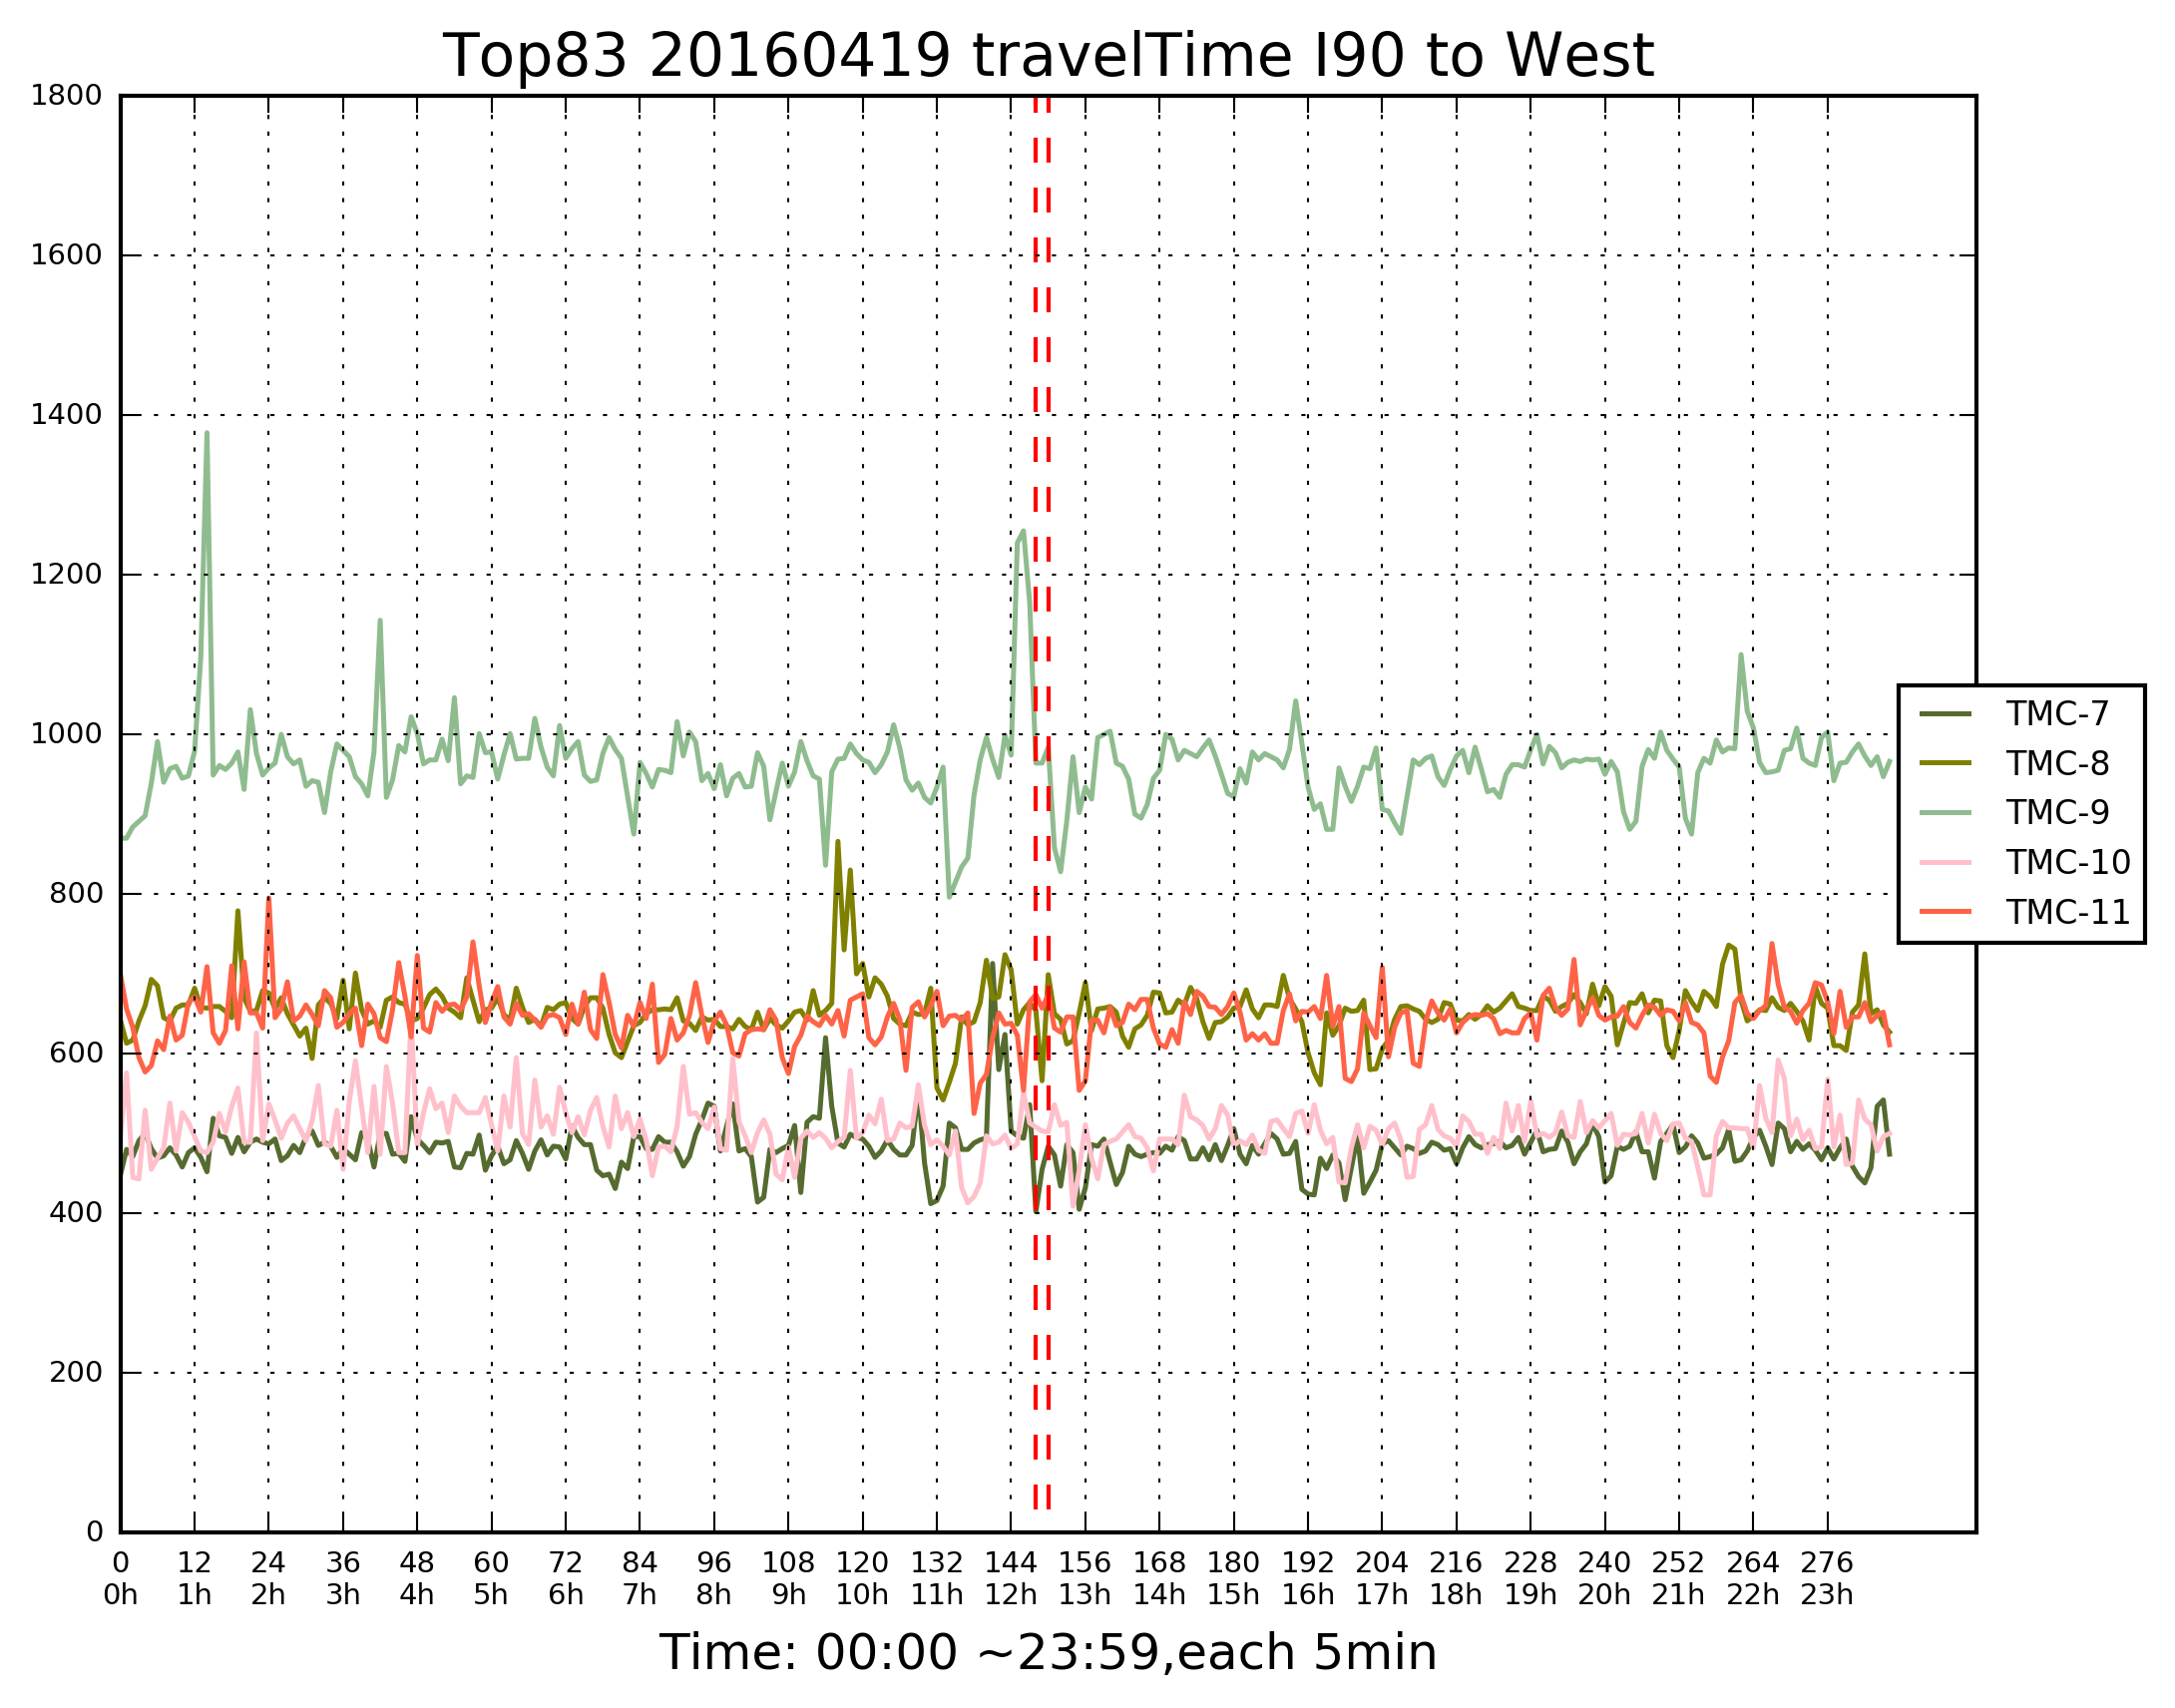 Top83 20160419 travelTime I90 to West
1800
1600
1400
1200
1000
800
600
400
200
0
TMC-7
TMC-8
TMC-9
TMC-10
TMC-11
0 12 24 36 48 60 72 84 96 108 120 132 144 156 168 180 192 204 216 228 240 252 264 276
0h 1h 2h 3h 4h 5h 6h 7h 8h 9h 10h 11h 12h 13h 14h 15h 16h 17h 18h 19h 20h 21h 22h 23h
Time: 00:00 ~23:59,each 5min